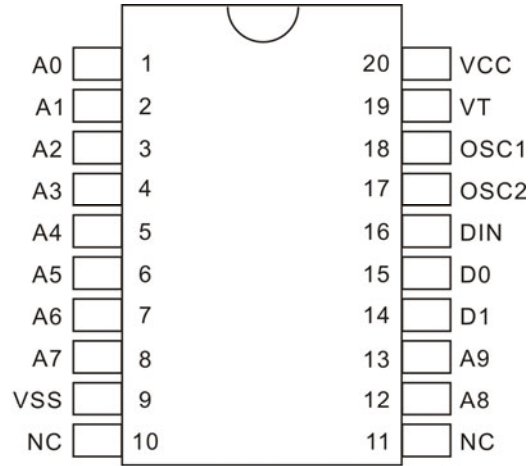 A0 1 20 VCC
A1 2 19 VT
A2 3 18 OSC1
A3 4 17 OSC2
A4 5 16 DIN
A5 6 15 D0
A6 7 14 D1
A7 8 13 A9
VSS 9 12 A8
NC 10 11 NC